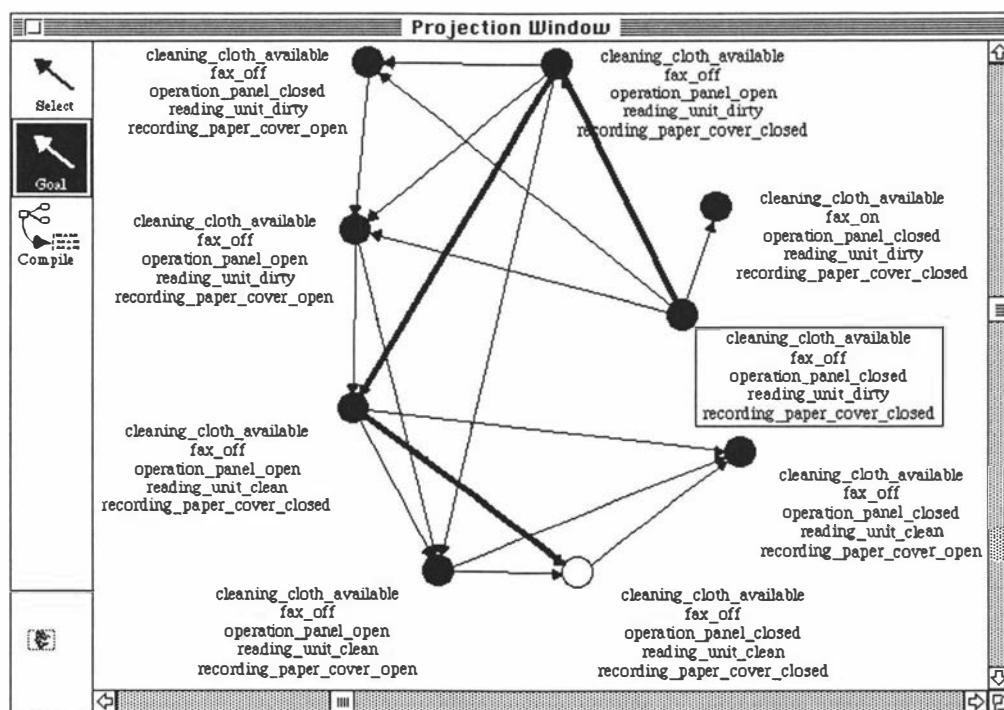 Projection Window
Select
Goal
Compile
cleaning_cloth_available
fax_off
operation_panel_closed
reading_unit_dirty
recording_paper_cover_open
cleaning_cloth_available
fax_off
operation_panel_open
reading_unit_dirty
recording_paper_cover_closed
cleaning_cloth_available
fax_on
operation_panel_closed
reading_unit_dirty
recording_paper_cover_closed
cleaning_cloth_available
fax_off
operation_panel_open
reading_unit_dirty
recording_paper_cover_open
cleaning_cloth_available
fax_off
operation_panel_closed
reading_unit_dirty
recording_paper_cover_closed
cleaning_cloth_available
fax_off
operation_panel_open
reading_unit_clean
recording_paper_cover_closed
cleaning_cloth_available
fax_off
operation_panel_closed
reading_unit_clean
recording_paper_cover_open
cleaning_cloth_available
fax_off
operation_panel_open
reading_unit_clean
recording_paper_cover_open
cleaning_cloth_available
fax_off
operation_panel_closed
reading_unit_clean
recording_paper_cover_closed